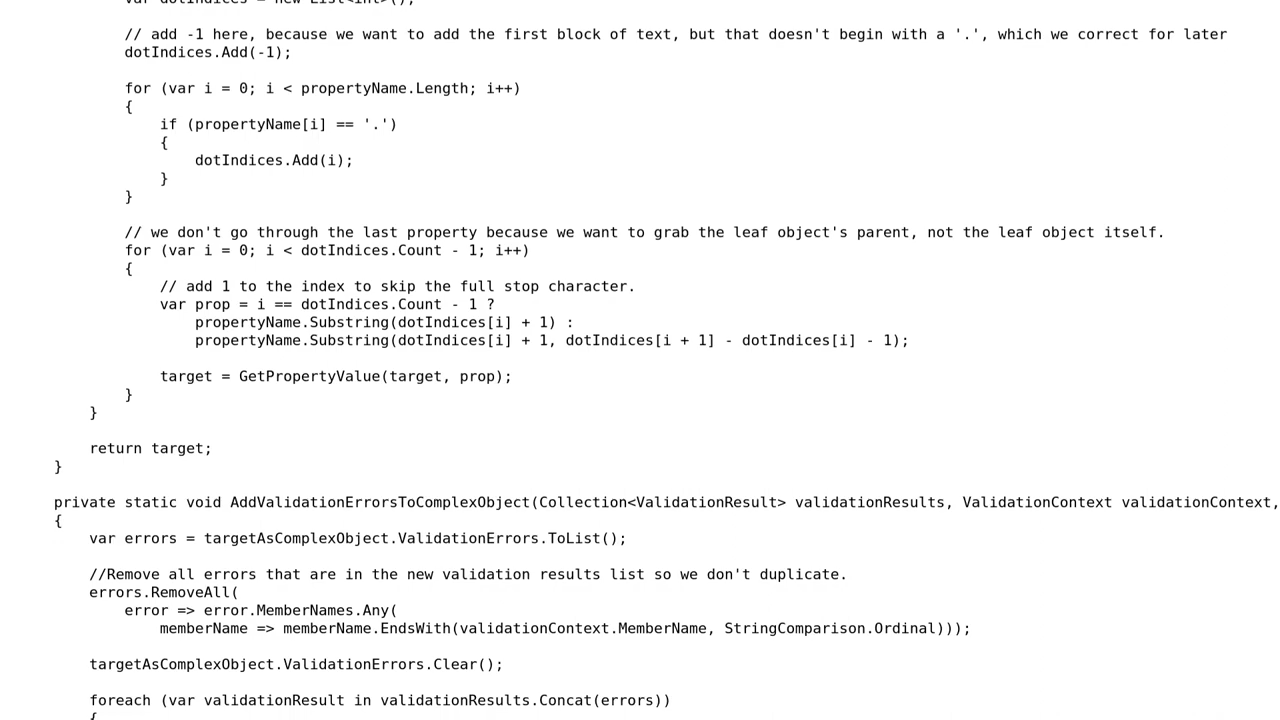 var dotIndices = new List<int>();
// add -1 here, because we want to add the first block of text, but that doesn't begin with a '.', which we correct for later
dotIndices.Add(-1);
for (var i = 0; i < propertyName.Length; i++)
{
if (propertyName[i] == '.')
{
dotIndices.Add(i);
}
}
// we don't go through the last property because we want to grab the leaf object's parent, not the leaf object itself.
for (var i = 0; i < dotIndices.Count - 1; i++)
{
// add 1 to the index to skip the full stop character.
var prop = i == dotIndices.Count - 1 ?
propertyName.Substring(dotIndices[i] + 1) :
propertyName.Substring(dotIndices[i] + 1, dotIndices[i + 1] - dotIndices[i] - 1);
target = GetPropertyValue(target, prop);
}
}
return target;
}
private static void AddValidationErrorsToComplexObject(Collection<ValidationResult> validationResults, ValidationContext validationContext,
{
var errors = targetAsComplexObject.ValidationErrors.ToList();
//Remove all errors that are in the new validation results list so we don't duplicate.
errors.RemoveAll(
error => error.MemberNames.Any(
memberName => memberName.EndsWith(validationContext.MemberName, StringComparison.Ordinal)));
targetAsComplexObject.ValidationErrors.Clear();
foreach (var validationResult in validationResults.Concat(errors))
{